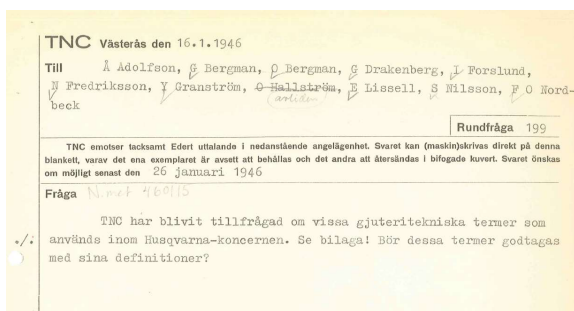 TNC Västerås den 16.1.1946
Till Å Adolfson, G Bergman, O Bergman, G Drakenberg, I Forslund,
N Fredriksson, Y Granström, O Hallström, E Lissell, S Nilsson, F O Nord-
(avliden)
beck
Rundfråga 199
TNC emotser tacksamt Edert uttalande i nedanstående angelägenhet. Svaret kan (maskin)skrivas direkt på denna
blankett, varav det ena exemplaret är avsett att behållas och det andra att återsändas i bifogade kuvert. Svaret önskas
om möjligt senast den 26 januari 1946
Fråga N.met 460115
TNC har blivit tillfrågad om vissa gjuteritekniska termer som
./: används inom Husqvarna-koncernen. Se bilaga! Bör dessa termer godtagas
med sina definitioner?